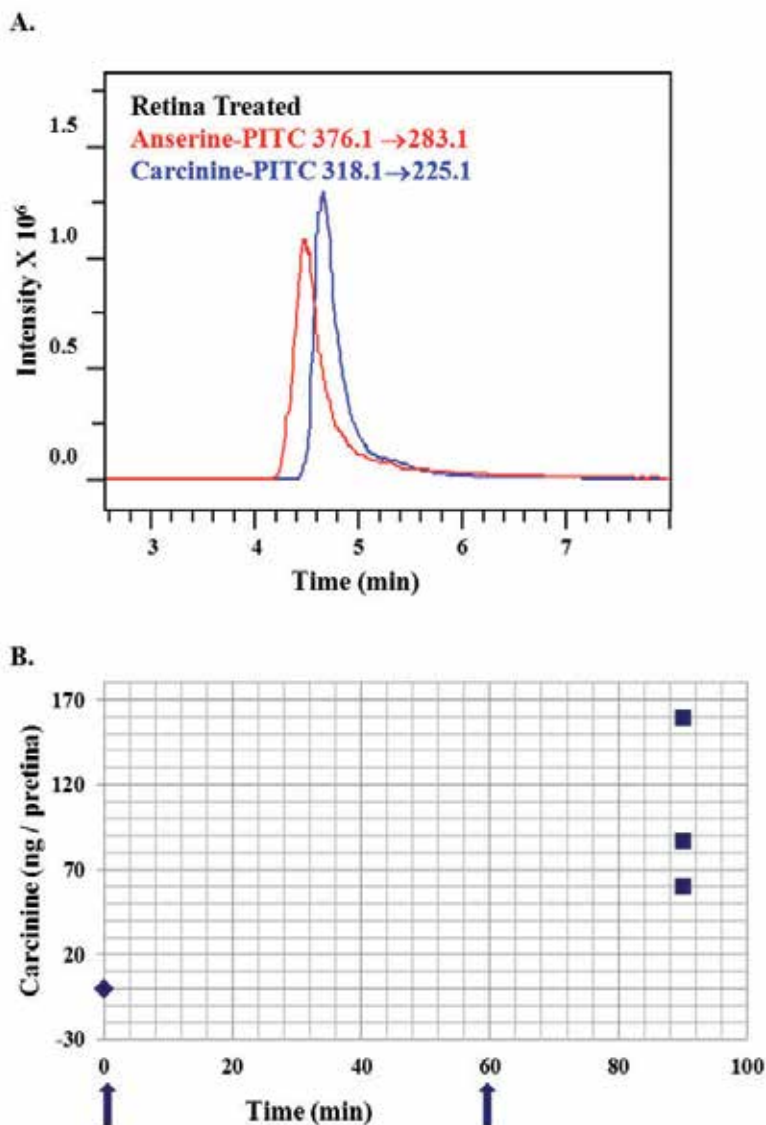 A.
Retina Treated
Anserine-PITC 376.1 →283.1
Carcinine-PITC 318.1→225.1
1.5
1.0
0.5
0.0
Intensity X 10⁶
3 4 5 6 7
Time (min)
B.
170
120
70
20
-30
Carcinine (ng / pretina)
0 20 40 60 80 100
Time (min)